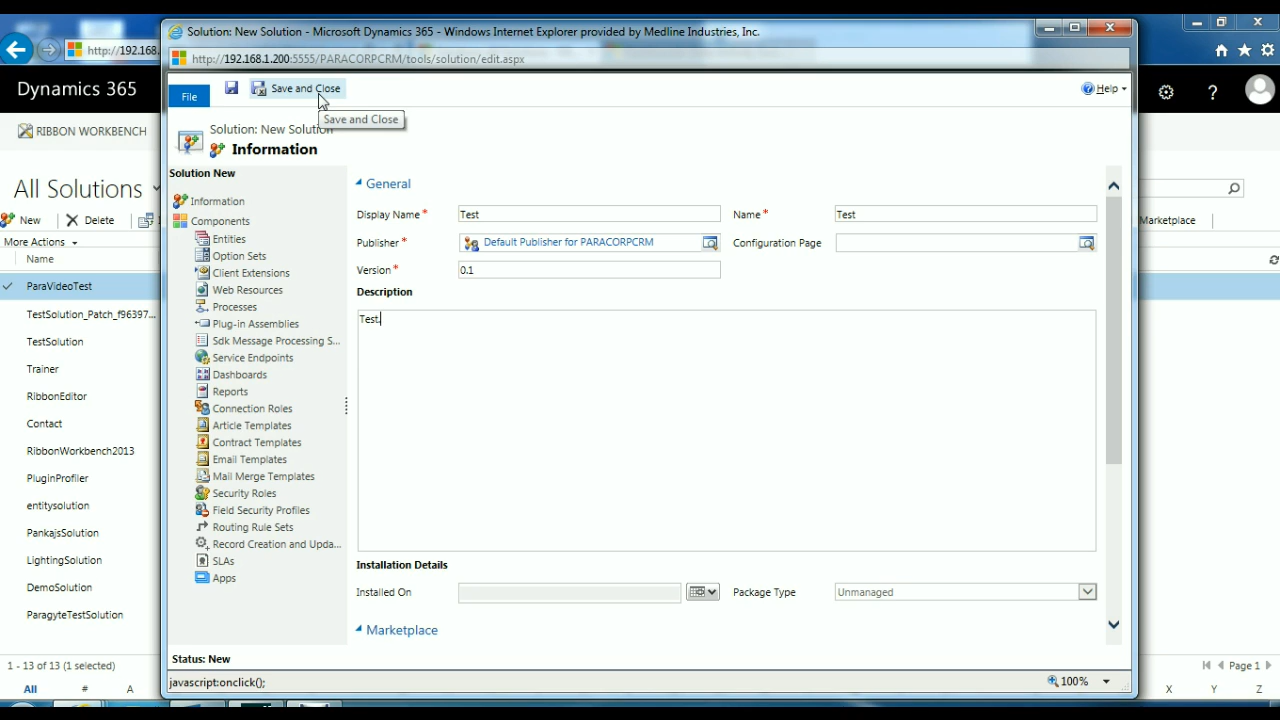 Solution: New Solution - Microsoft Dynamics 365 - Windows Internet Explorer provided by Medline Industries, Inc.
http://192.168.
http://192.168.1.200:5555/PARACORPCRM/tools/solution/edit.aspx
Dynamics 365
File
Save and Close
Help
?
Save and Close
RIBBON WORKBENCH
Solution: New Solution
Information
All Solutions
New
Delete
Marketplace
More Actions
Name
ParaVideoTest
TestSolution_Patch_f96397...
TestSolution
Trainer
RibbonEditor
Contact
RibbonWorkbench2013
PluginProfiler
entitysolution
PankajsSolution
LightingSolution
DemoSolution
ParagyteTestSolution
1 - 13 of 13 (1 selected)
Page 1
All # A
X Y Z
Solution New
Information
Components
Entities
Option Sets
Client Extensions
Web Resources
Processes
Plug-in Assemblies
Sdk Message Processing S...
Service Endpoints
Dashboards
Reports
Connection Roles
Article Templates
Contract Templates
Email Templates
Mail Merge Templates
Security Roles
Field Security Profiles
Routing Rule Sets
Record Creation and Upda...
SLAs
Apps
General
Display Name* Test Name* Test
Publisher* Default Publisher for PARACORPCRM Configuration Page
Version* 0.1
Description
Test.
Installation Details
Installed On Package Type Unmanaged
Marketplace
Status: New
javascript:onclick();
100%